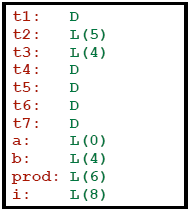 t1: D
t2: L(5)
t3: L(4)
t4: D
t5: D
t6: D
t7: D
a: L(0)
b: L(4)
prod: L(6)
i: L(8)